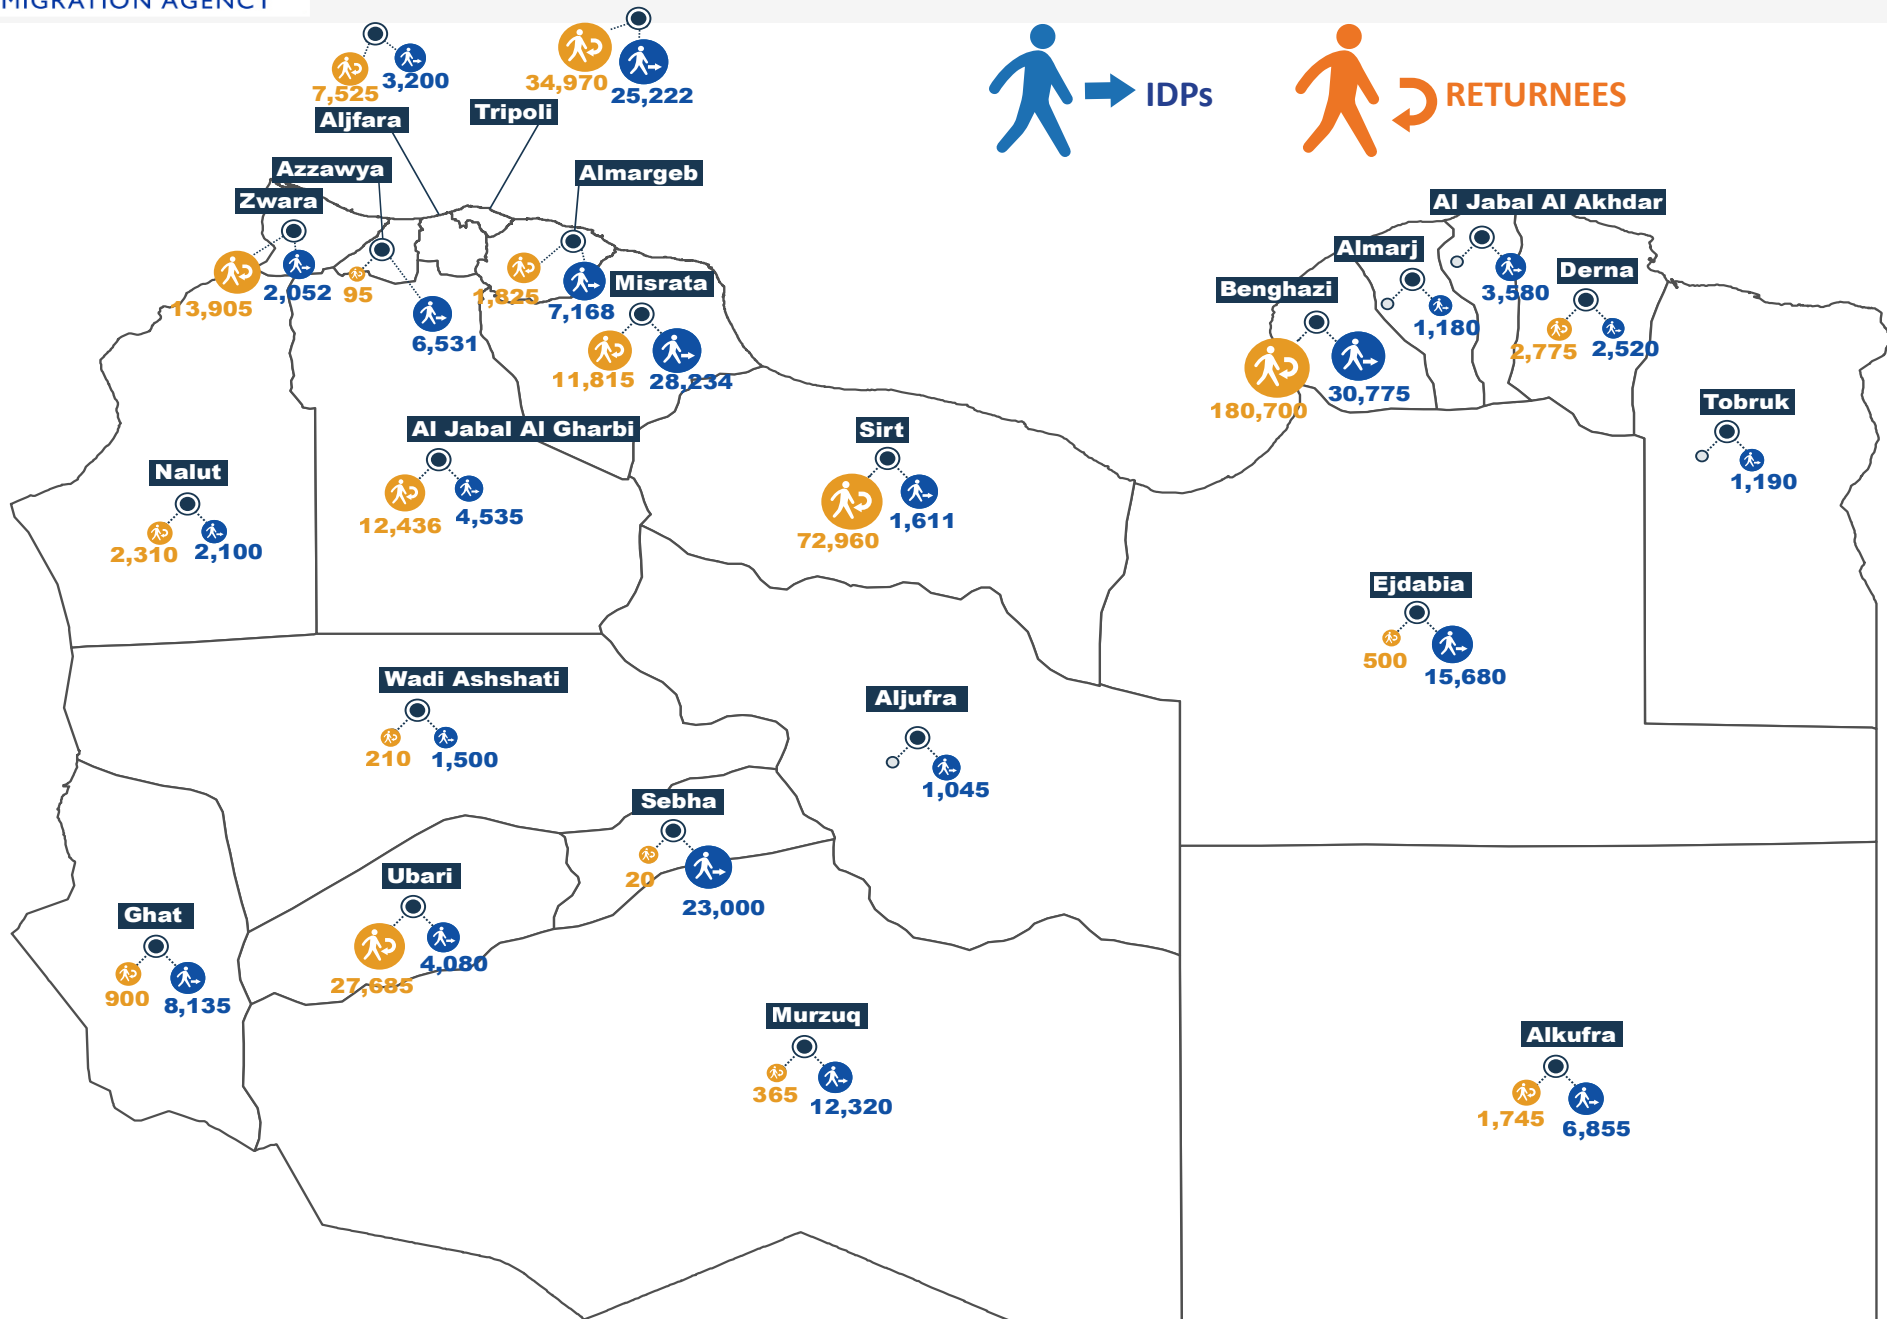 MIGRATION AGENCY
IDPs
RETURNEES
7,525
3,200
Aljfara
34,970
25,222
Tripoli
Azzawya
95
6,531
Zwara
13,905
2,052
Almargeb
1,825
7,168
Misrata
11,815
28,234
Al Jabal Al Akhdar
3,580
Almarj
1,180
Derna
2,775
2,520
Benghazi
180,700
30,775
Tobruk
1,190
Al Jabal Al Gharbi
12,436
4,535
Sirt
72,960
1,611
Nalut
2,310
2,100
Ejdabia
500
15,680
Wadi Ashshati
210
1,500
Aljufra
1,045
Sebha
20
23,000
Ubari
27,685
4,080
Ghat
900
8,135
Murzuq
365
12,320
Alkufra
1,745
6,855